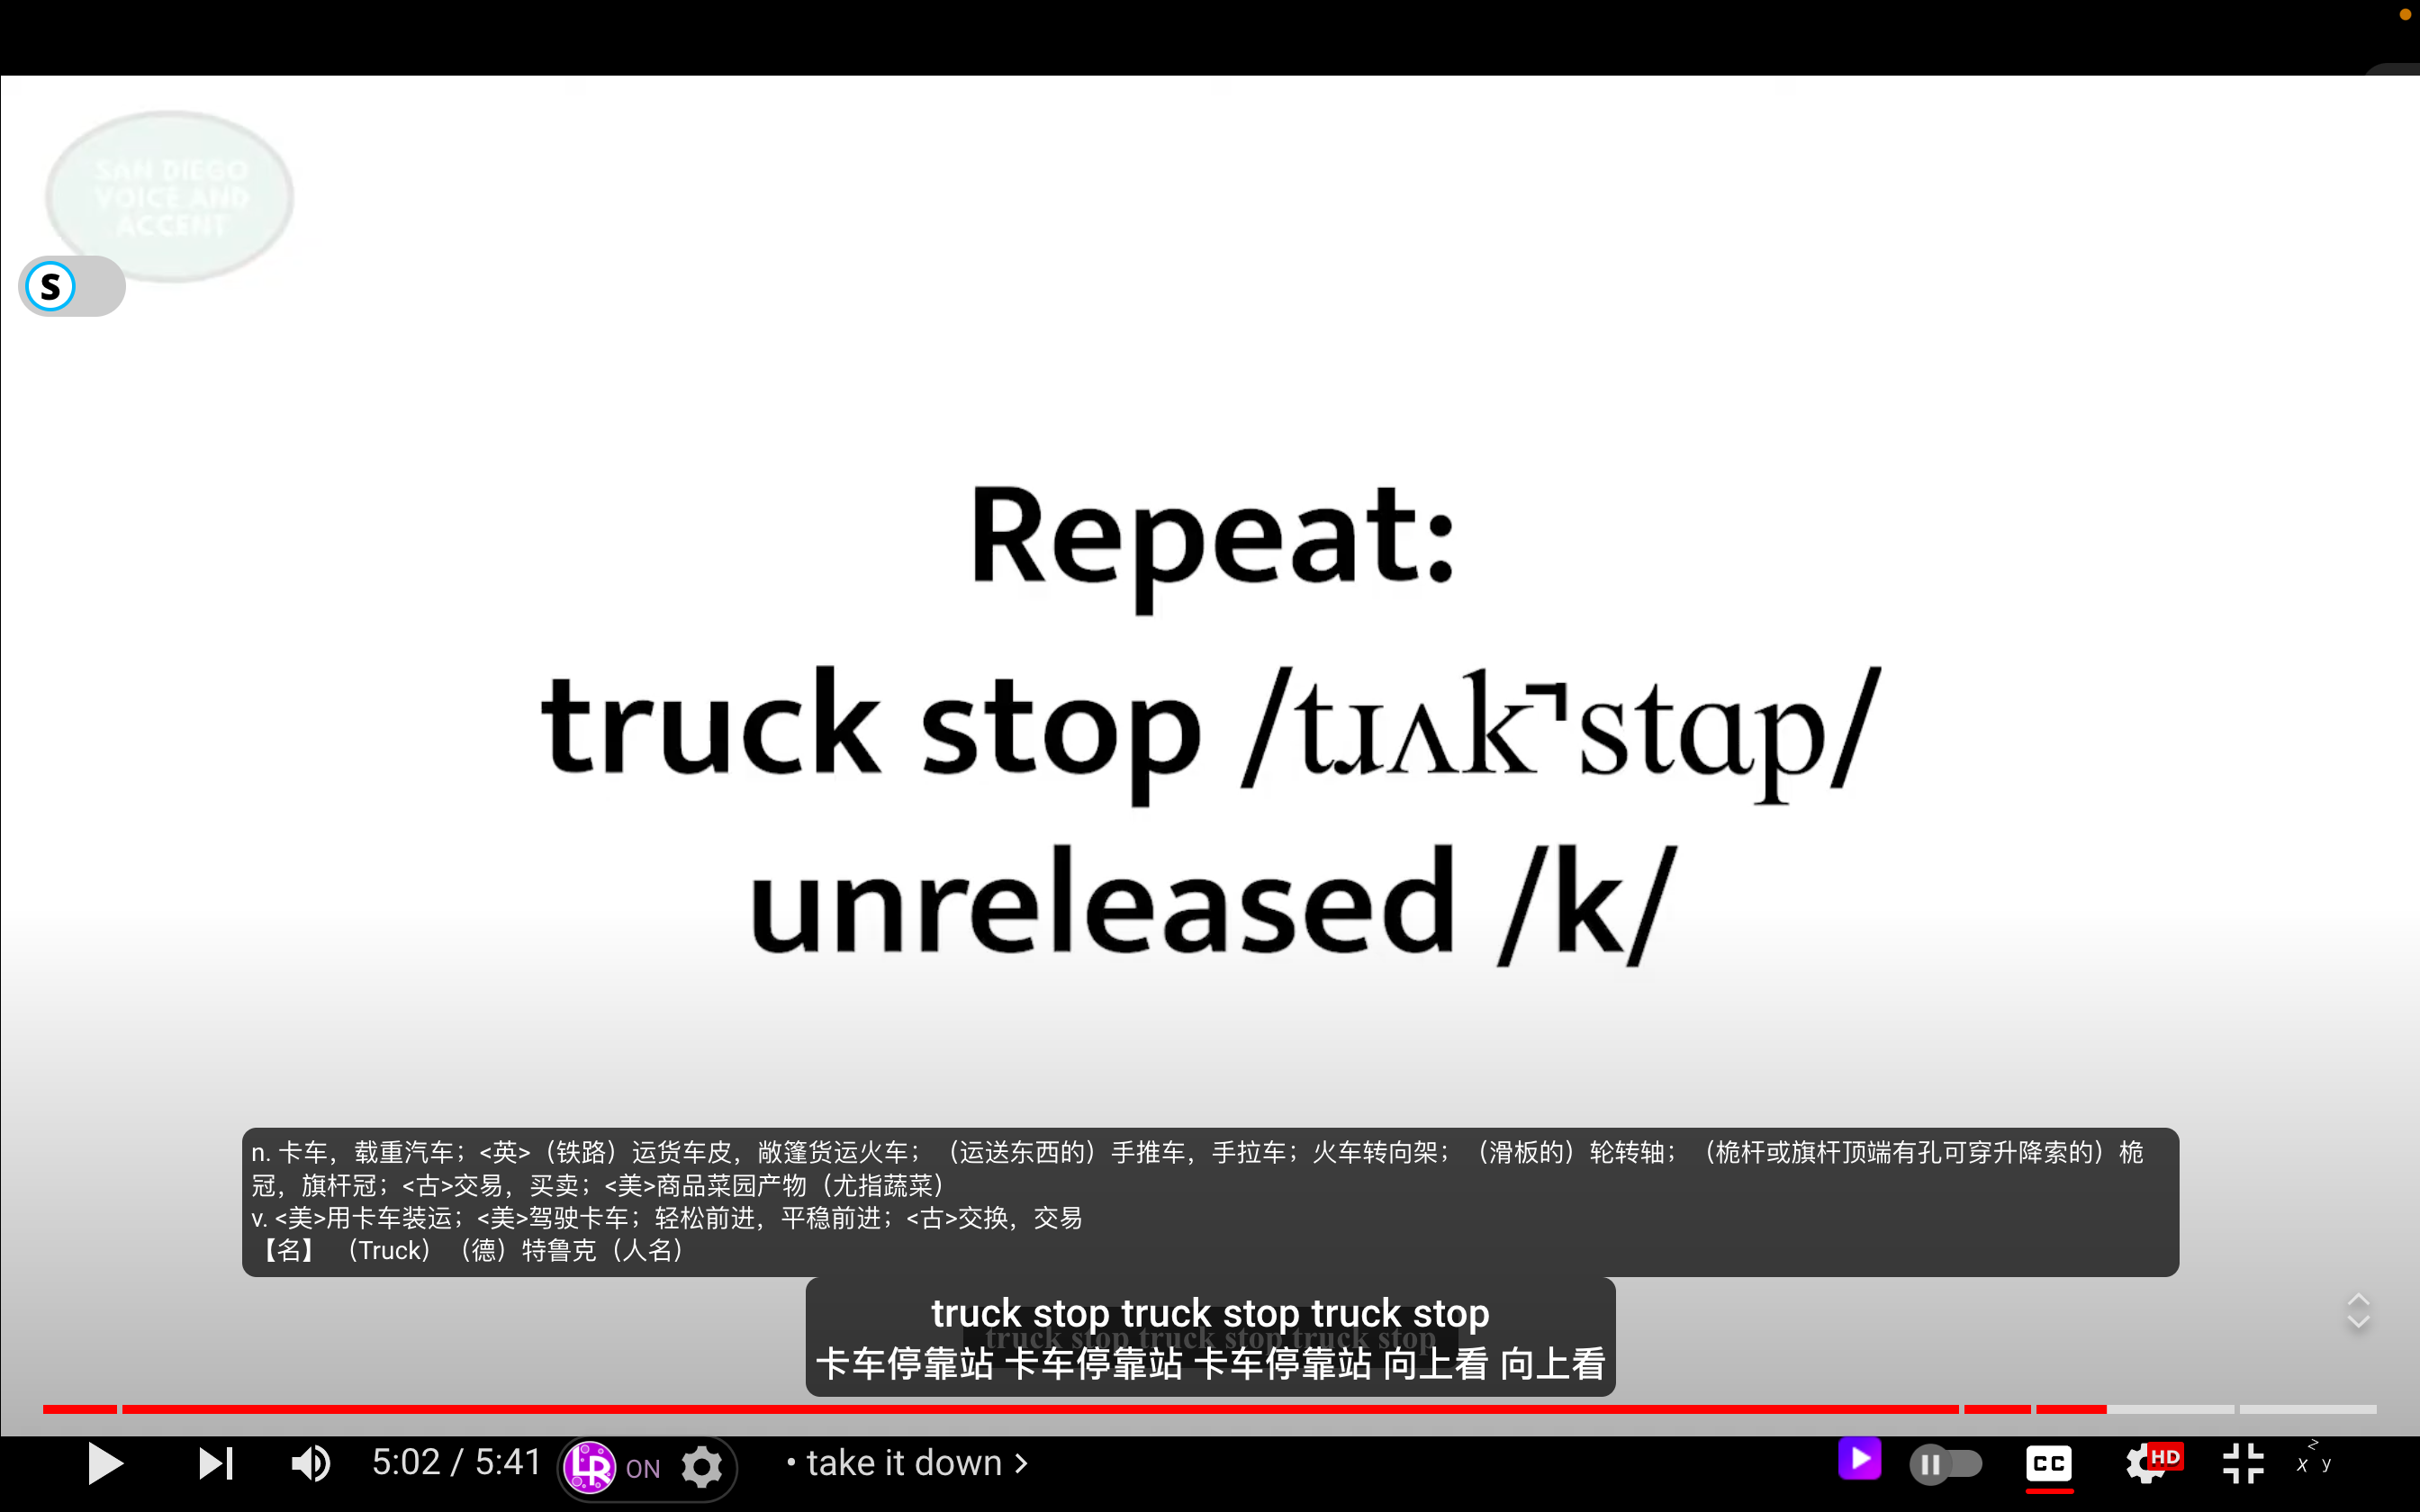 SAN DIEGO
VOICE AND
ACCENT
S
Repeat:
truck stop /tɹʌk̚stɑp/
unreleased /k/
n. 卡车，载重汽车；<英>（铁路）运货车皮，敞篷货运火车；（运送东西的）手推车，手拉车；火车转向架；（滑板的）轮转轴；（桅杆或旗杆顶端有孔可穿升降索的）桅
冠，旗杆冠；<古>交易，买卖；<美>商品菜园产物（尤指蔬菜）
v. <美>用卡车装运；<美>驾驶卡车；轻松前进，平稳前进；<古>交换，交易
【名】（Truck）（德）特鲁克（人名）
truck stop truck stop truck stop
truck stop truck stop truck stop
卡车停靠站 卡车停靠站 卡车停靠站 向上看 向上看
5:02 / 5:41 LR ON • take it down > CC HD z x y